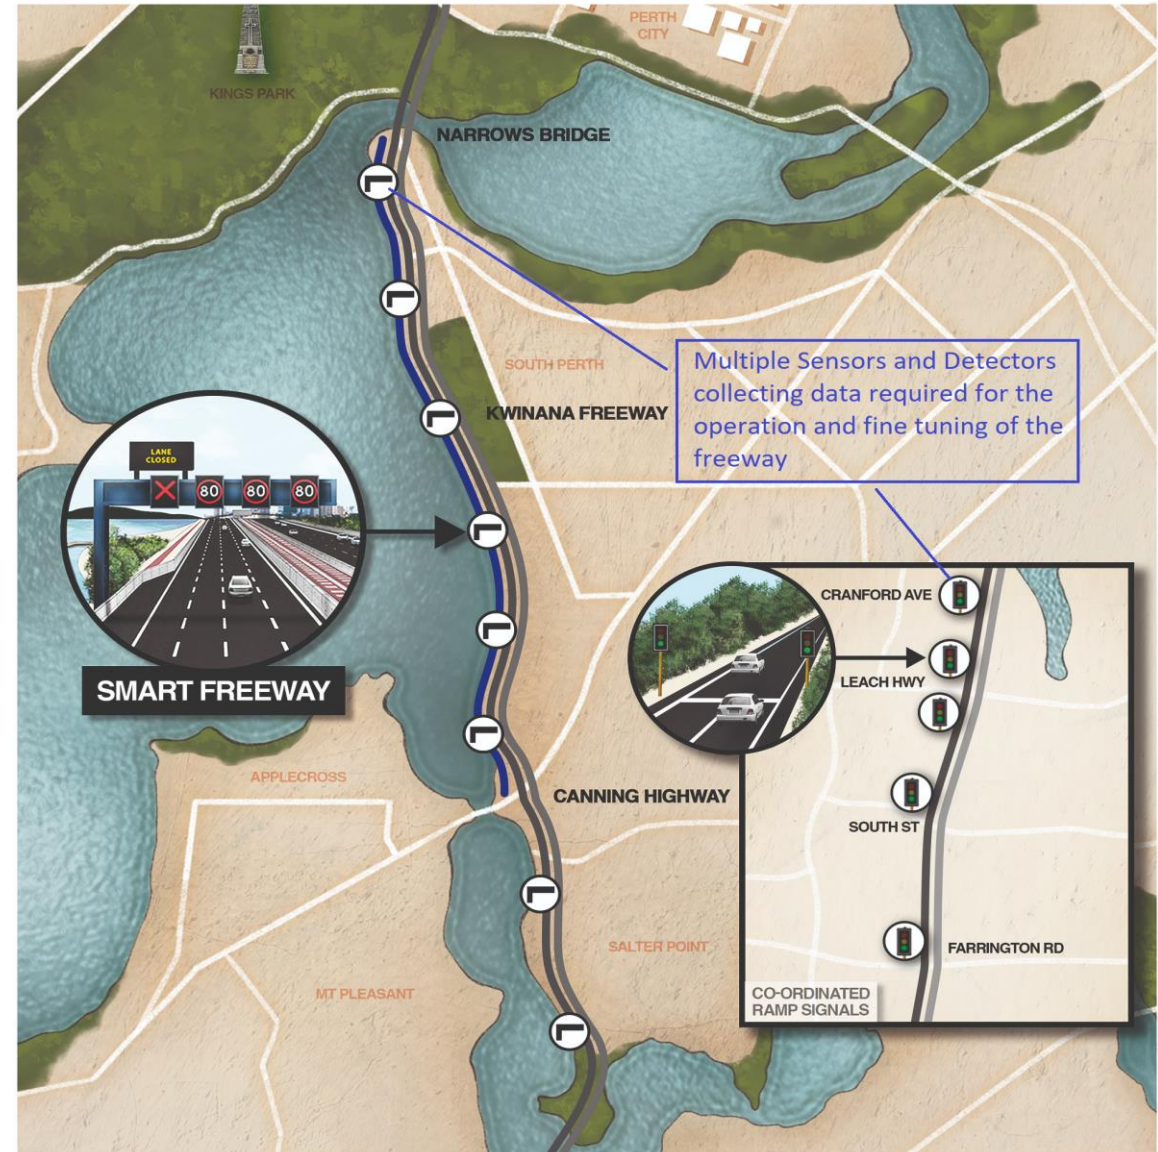 PERTH
CITY
KINGS PARK
NARROWS BRIDGE
SOUTH PERTH
Multiple Sensors and Detectors
collecting data required for the
operation and fine tuning of the
freeway
KWINANA FREEWAY
LANE
CLOSED
80
80
80
SMART FREEWAY
CRANFORD AVE
LEACH HWY
SOUTH ST
FARRINGTON RD
CO-ORDINATED
RAMP SIGNALS
APPLECROSS
CANNING HIGHWAY
SALTER POINT
MT PLEASANT